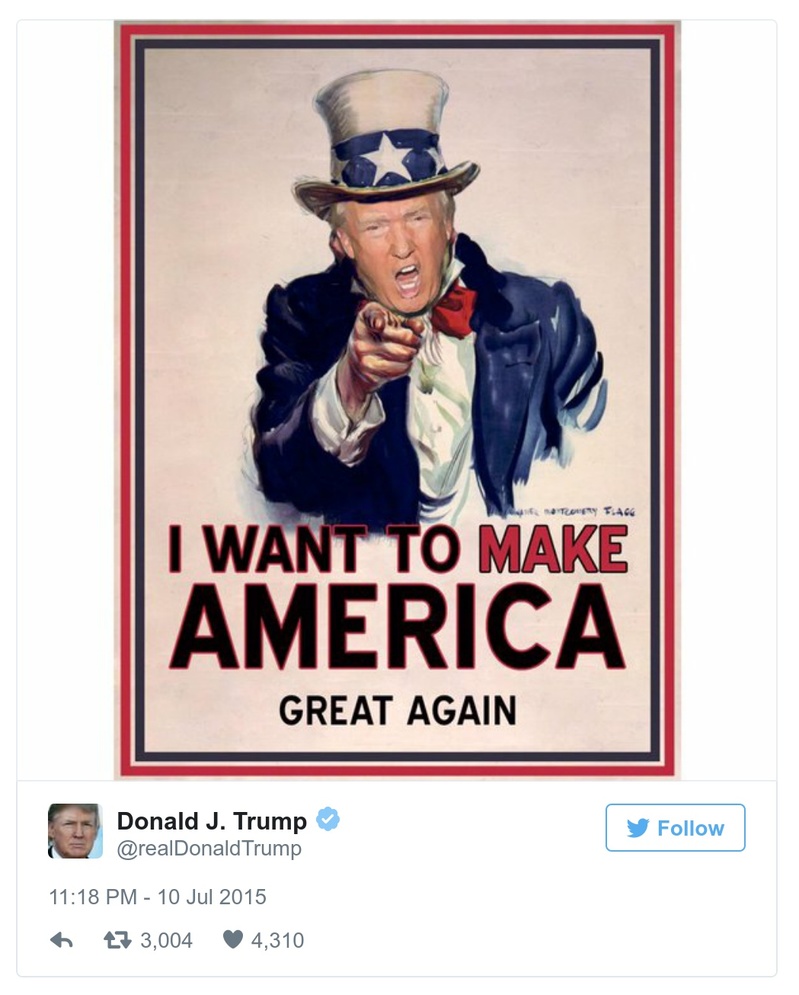 MONTGOMERY FLAGG
I WANT TO MAKE
AMERICA
GREAT AGAIN
Donald J. Trump
@realDonaldTrump
Follow
11:18 PM - 10 Jul 2015
3,004
4,310